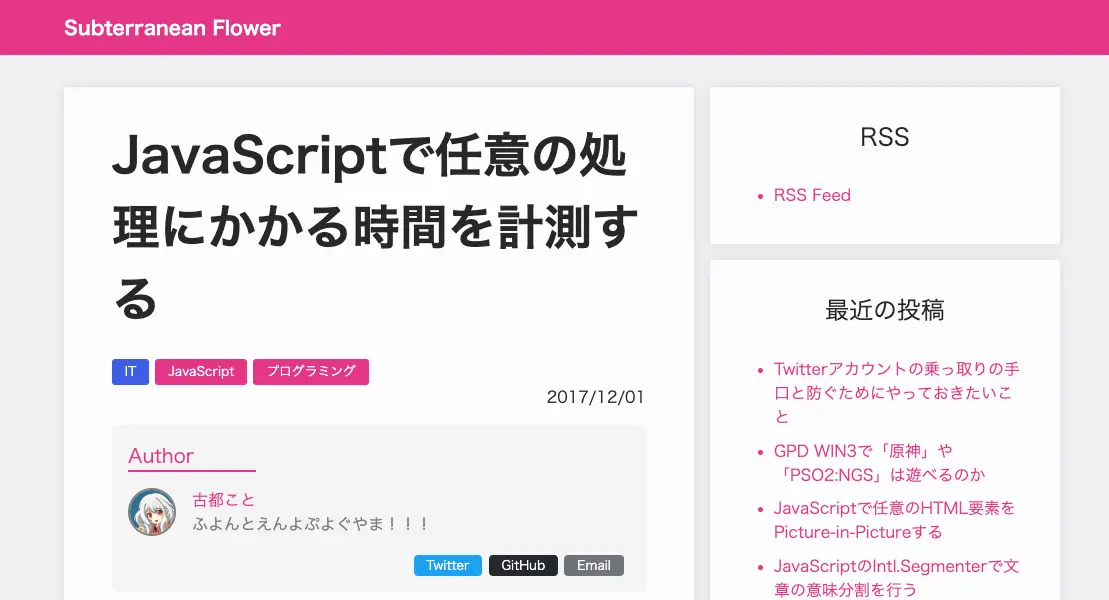 Subterranean Flower
JavaScriptで任意の処
理にかかる時間を計測す
る
IT
JavaScript
プログラミング
2017/12/01
Author
古都こと
ふよんとえんよぷよぐやま！！！
Twitter
GitHub
Email
RSS
RSS Feed
最近の投稿
Twitterアカウントの乗っ取りの手
口と防ぐためにやっておきたいこ
と
GPD WIN3で「原神」や
「PSO2:NGS」は遊べるのか
JavaScriptで任意のHTML要素を
Picture-in-Pictureする
JavaScriptのIntl.Segmenterで文
章の意味分割を行う